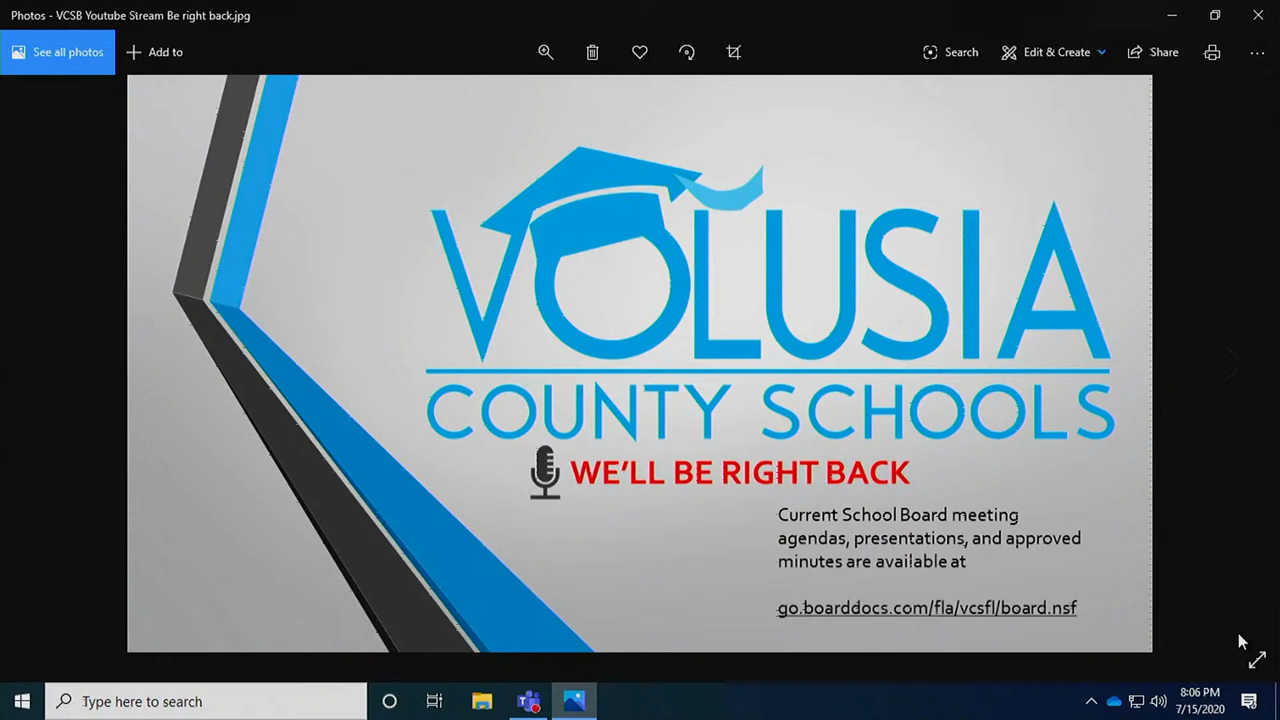 Photos - VCSB Youtube Stream Be right back.jpg
See all photos
Add to
Search
Edit & Create
Share
VOLUSIA
COUNTY SCHOOLS
WE'LL BE RIGHT BACK
Current School Board meeting
agendas, presentations, and approved
minutes are available at
go.boarddocs.com/fla/vcsfl/board.nsf
Type here to search
8:06 PM
7/15/2020